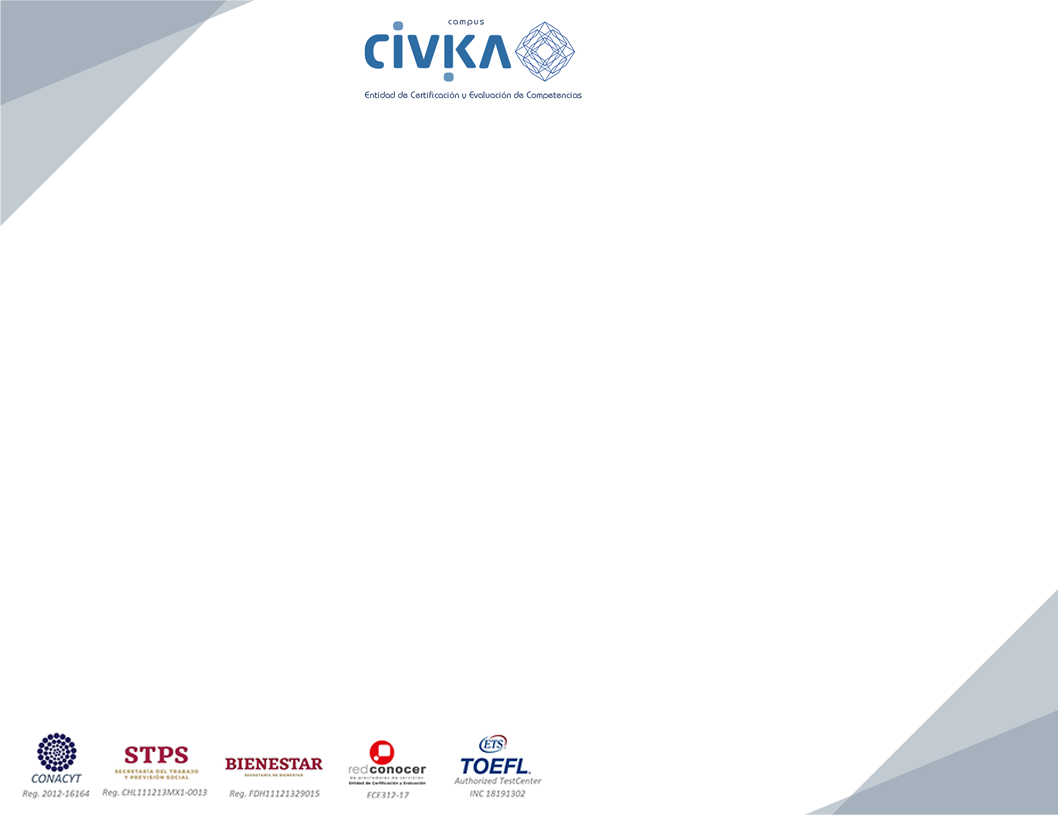 campus
civka
Entidad de Certificación y Evaluación de Competencias
CONACYT
Reg. 2012-16164
STPS
SECRETARÍA DEL TRABAJO
Y PREVISIÓN SOCIAL
Reg. CHL111213MX1-0013
BIENESTAR
SECRETARÍA DE BIENESTAR
Reg. FDH11121329015
redconocer
de prestadores de servicios
Entidad de Certificación y Evaluación
ECE312-17
ETS
TOEFL.
Authorized TestCenter
INC 18191302